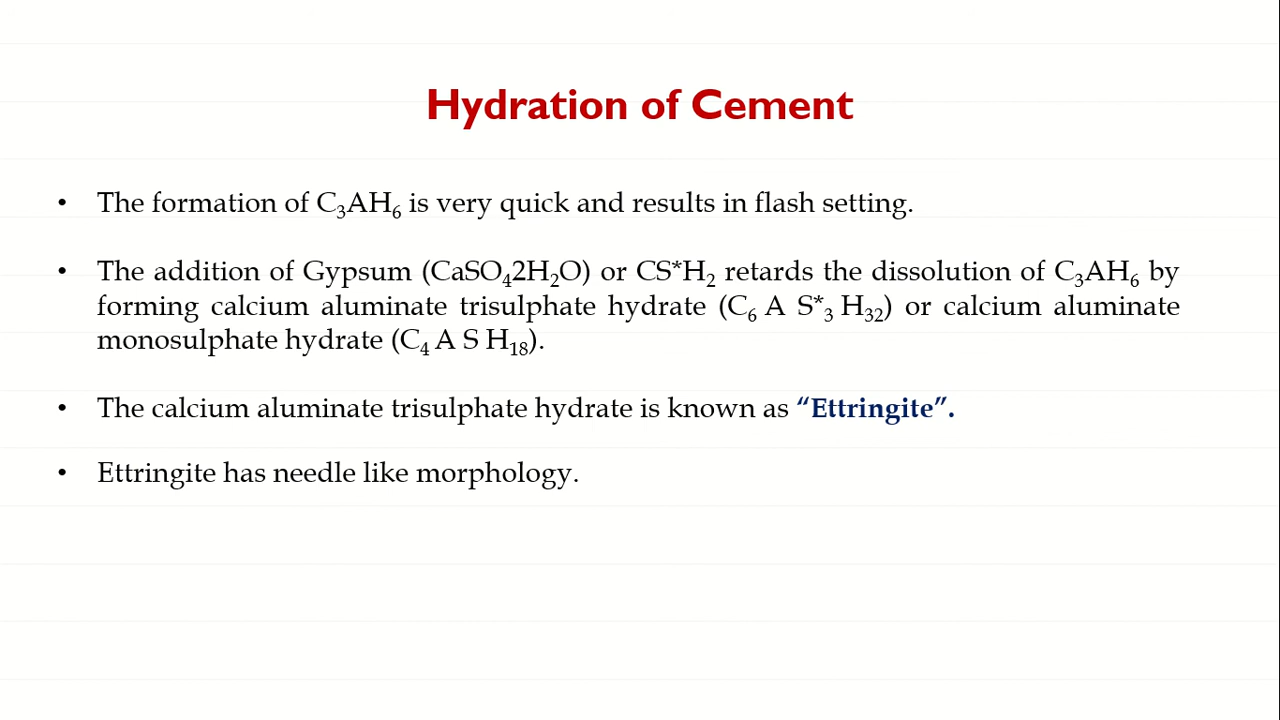 Hydration of Cement
• The formation of C₃AH₆ is very quick and results in flash setting.
• The addition of Gypsum (CaSO₄2H₂O) or CS*H₂ retards the dissolution of C₃AH₆ by
forming calcium aluminate trisulphate hydrate (C₆ A S*₃ H₃₂) or calcium aluminate
monosulphate hydrate (C₄ A S H₁₈).
• The calcium aluminate trisulphate hydrate is known as “Ettringite”.
• Ettringite has needle like morphology.